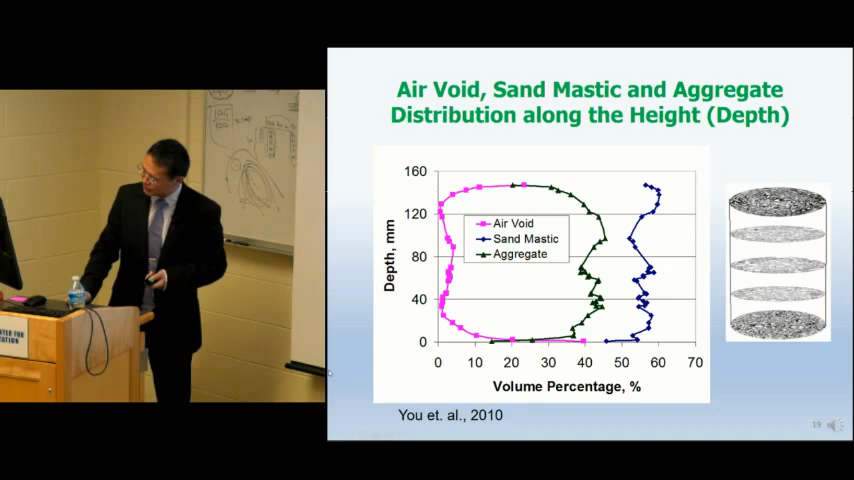 Air Void, Sand Mastic and Aggregate
Distribution along the Height (Depth)
160
120
80
40
0
Depth, mm
Air Void
Sand Mastic
Aggregate
0 10 20 30 40 50 60 70
Volume Percentage, %
You et. al., 2010
19